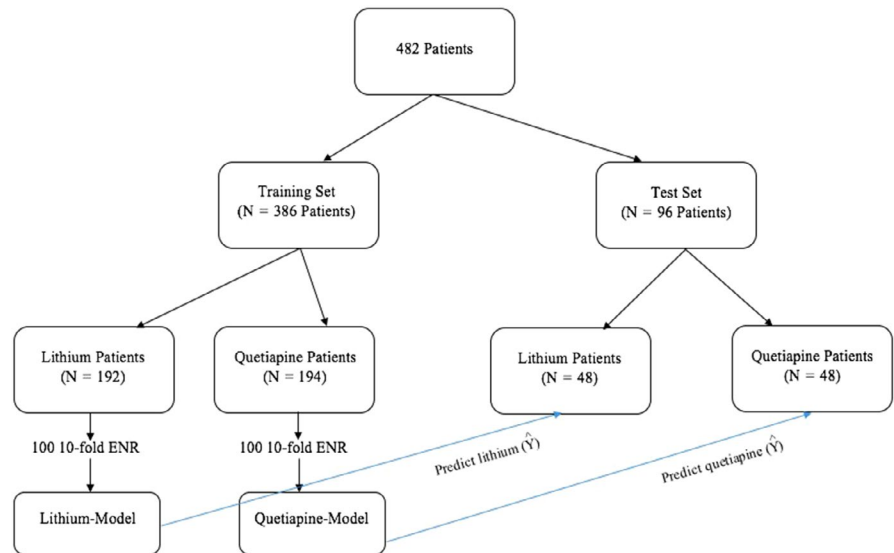 482 Patients
Training Set
(N = 386 Patients)
Test Set
(N = 96 Patients)
Lithium Patients
(N = 192)
Quetiapine Patients
(N = 194)
Lithium Patients
(N = 48)
Quetiapine Patients
(N = 48)
100 10-fold ENR
100 10-fold ENR
Predict lithium (Ŷ)
Predict quetiapine (Ŷ)
Lithium-Model
Quetiapine-Model